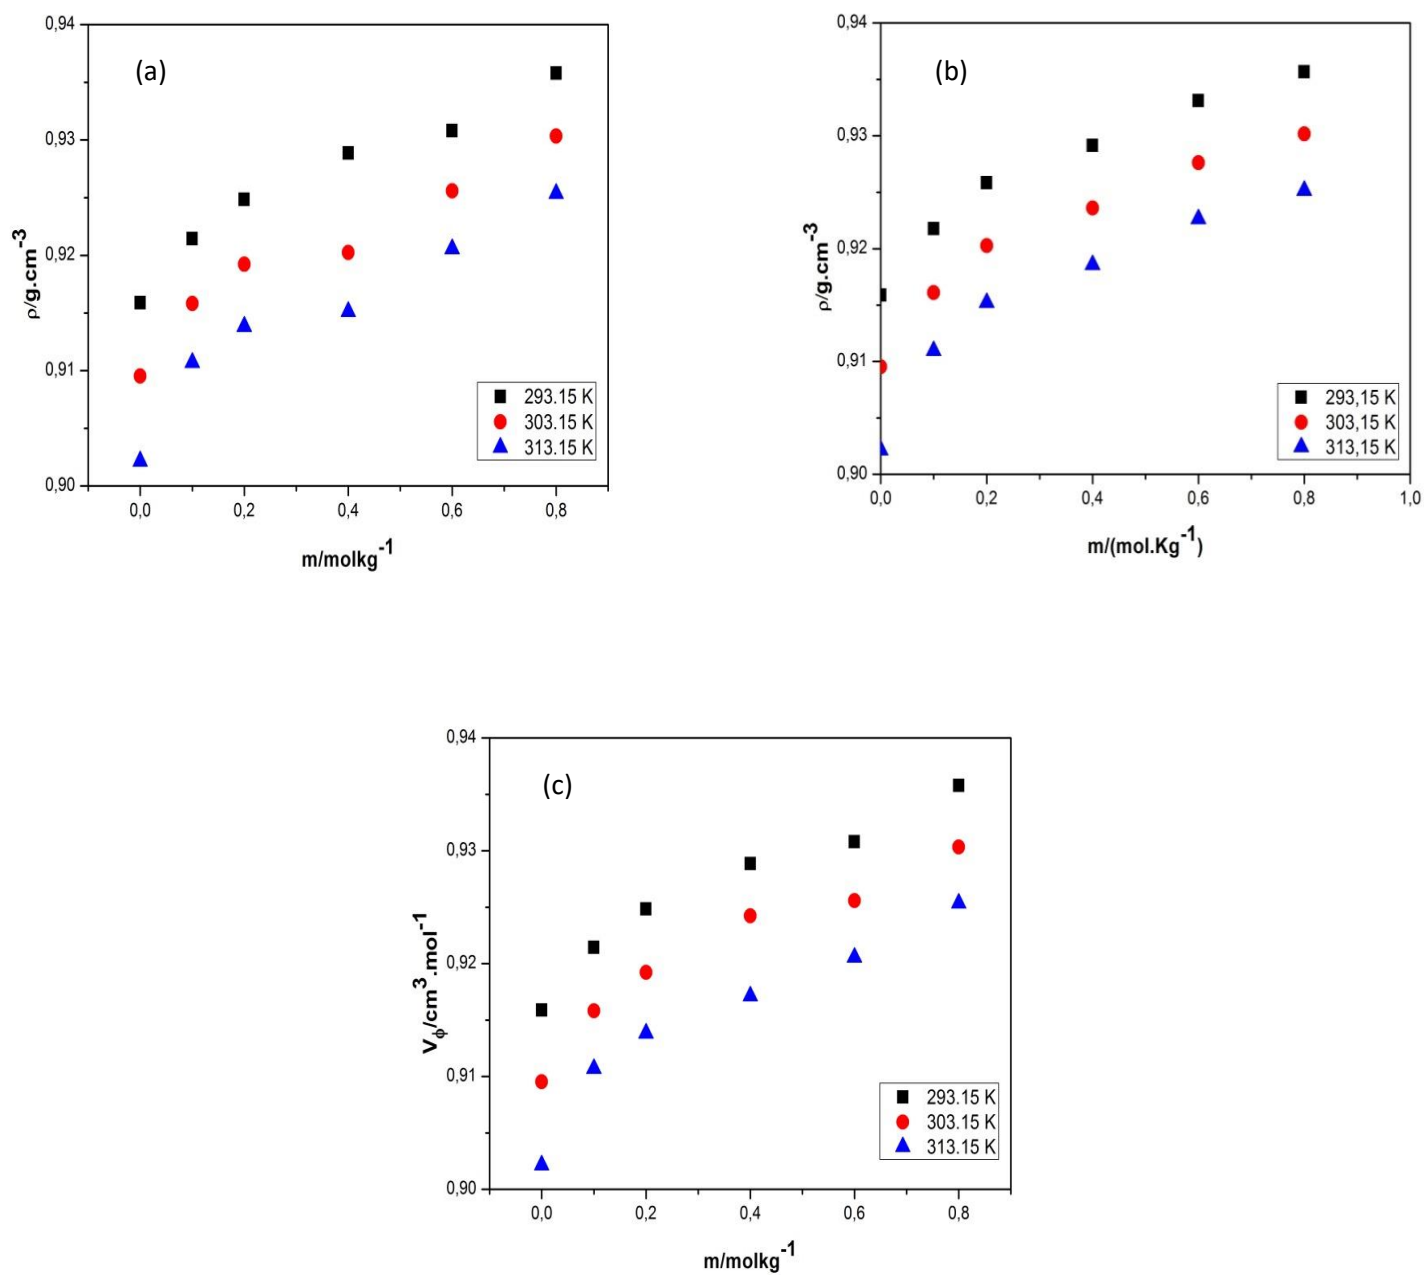 (a)
0,94
0,93
0,92
0,91
0,90
ρ/g.cm-3
293.15 K
303.15 K
313.15 K
0,0 0,2 0,4 0,6 0,8
m/molkg-1
(b)
0,94
0,93
0,92
0,91
0,90
ρ/g.cm-3
293,15 K
303,15 K
313,15 K
0,0 0,2 0,4 0,6 0,8 1,0
m/(mol.Kg-1)
(c)
0,94
0,93
0,92
0,91
0,90
Vϕ/cm3.mol-1
293.15 K
303.15 K
313.15 K
0,0 0,2 0,4 0,6 0,8
m/molkg-1